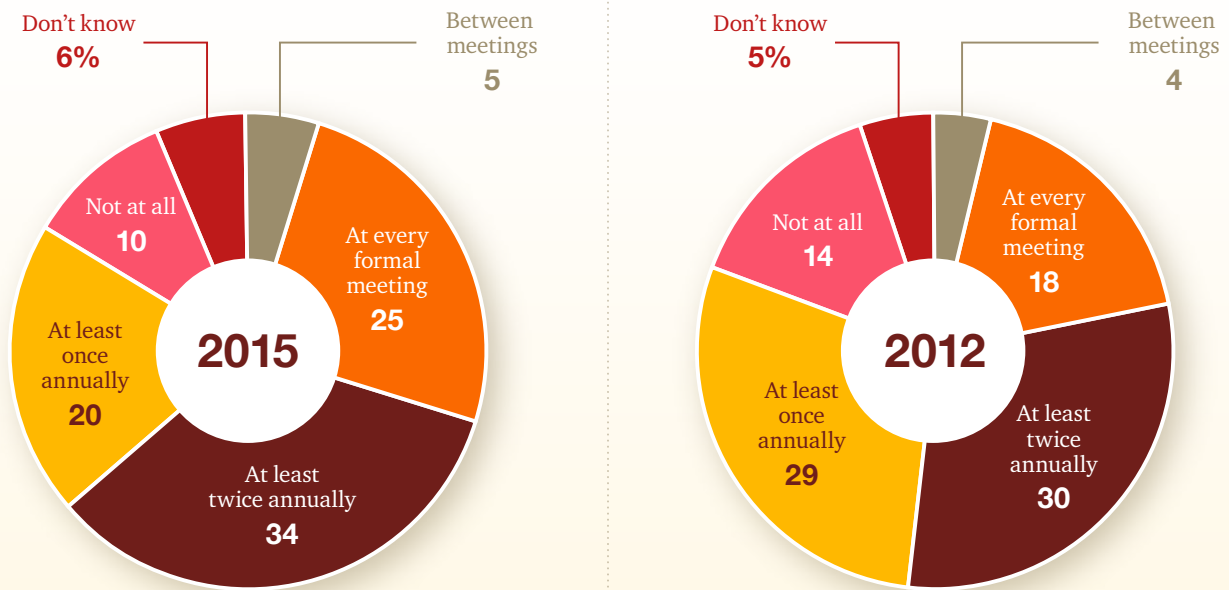 Don’t know
6%
Between
meetings
5
Not at all
10
At every
formal
meeting
25
At least
once
annually
20
2015
At least
twice annually
34
Don’t know
5%
Between
meetings
4
Not at all
14
At every
formal
meeting
18
2012
At least
once
annually
29
At least
twice
annually
30